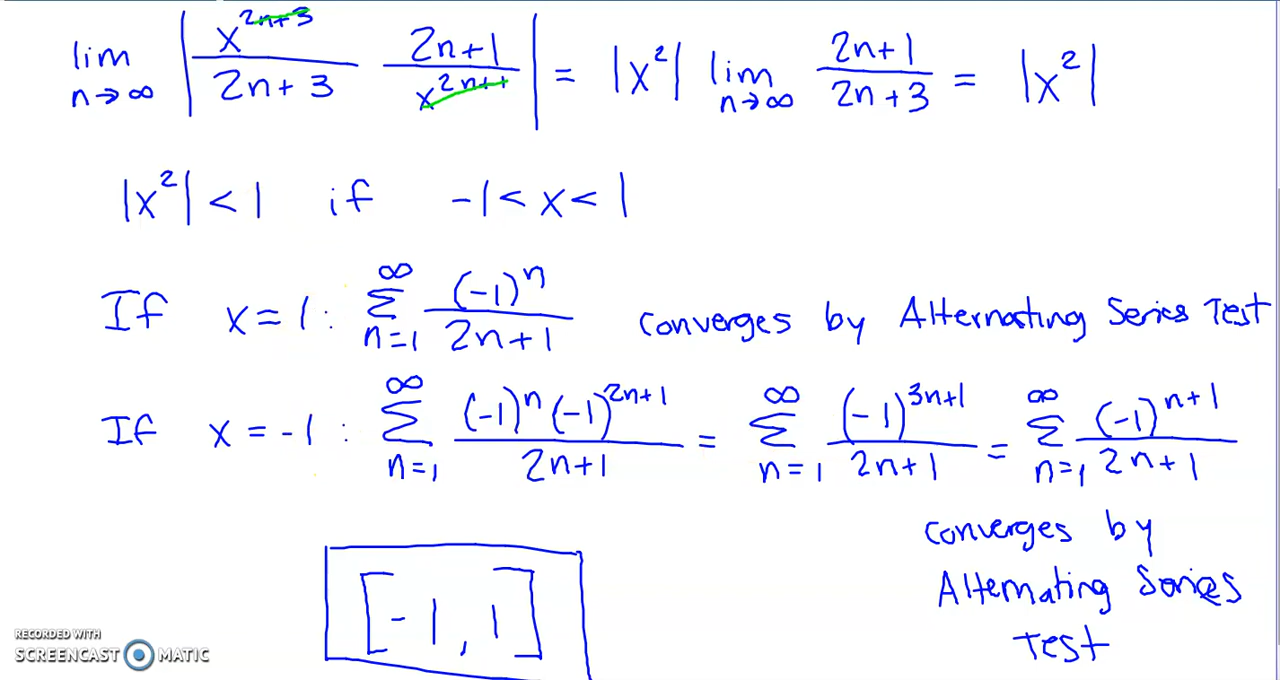 lim n→∞ | x^(2n+3) / 2n+3 · 2n+1 / x^(2n+1) | = |x²| lim n→∞ 2n+1 / 2n+3 = |x²|
|x²| < 1 if -1 < x < 1
If x = 1 : ∞ Σ n=1 (-1)^n / 2n+1 converges by Alternating Series Test
If x = -1 : ∞ Σ n=1 (-1)^n (-1)^(2n+1) / 2n+1 = ∞ Σ n=1 (-1)^(3n+1) / 2n+1 = ∞ Σ n=1 (-1)^(n+1) / 2n+1
converges by
Alternating Series
Test
[-1, 1]
RECORDED WITH
SCREENCAST MATIC